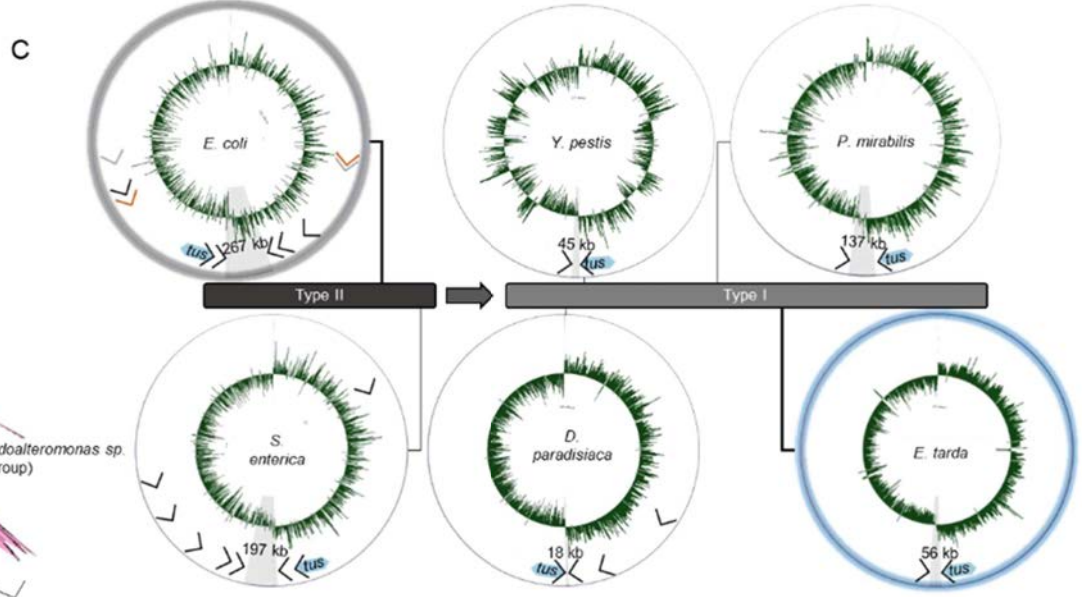 C
E. coli
tus
267 kb
Y. pestis
45 kb
tus
P. mirabilis
137 kb
tus
Type II
Type I
doalteromonas sp.
roup)
S.
enterica
197 kb
tus
D.
paradisiaca
18 kb
tus
E. tarda
56 kb
tus